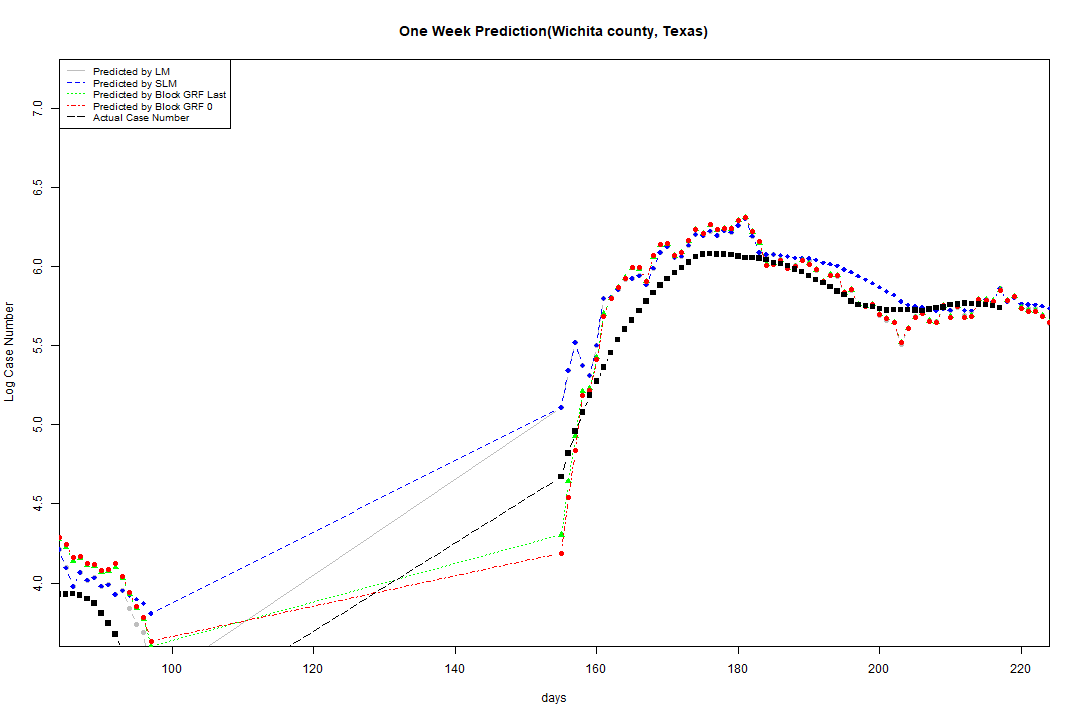 One Week Prediction(Wichita county, Texas)
Predicted by LM
Predicted by SLM
Predicted by Block GRF Last
Predicted by Block GRF 0
Actual Case Number
7.0
6.5
6.0
5.5
5.0
4.5
4.0
Log Case Number
100 120 140 160 180 200 220
days